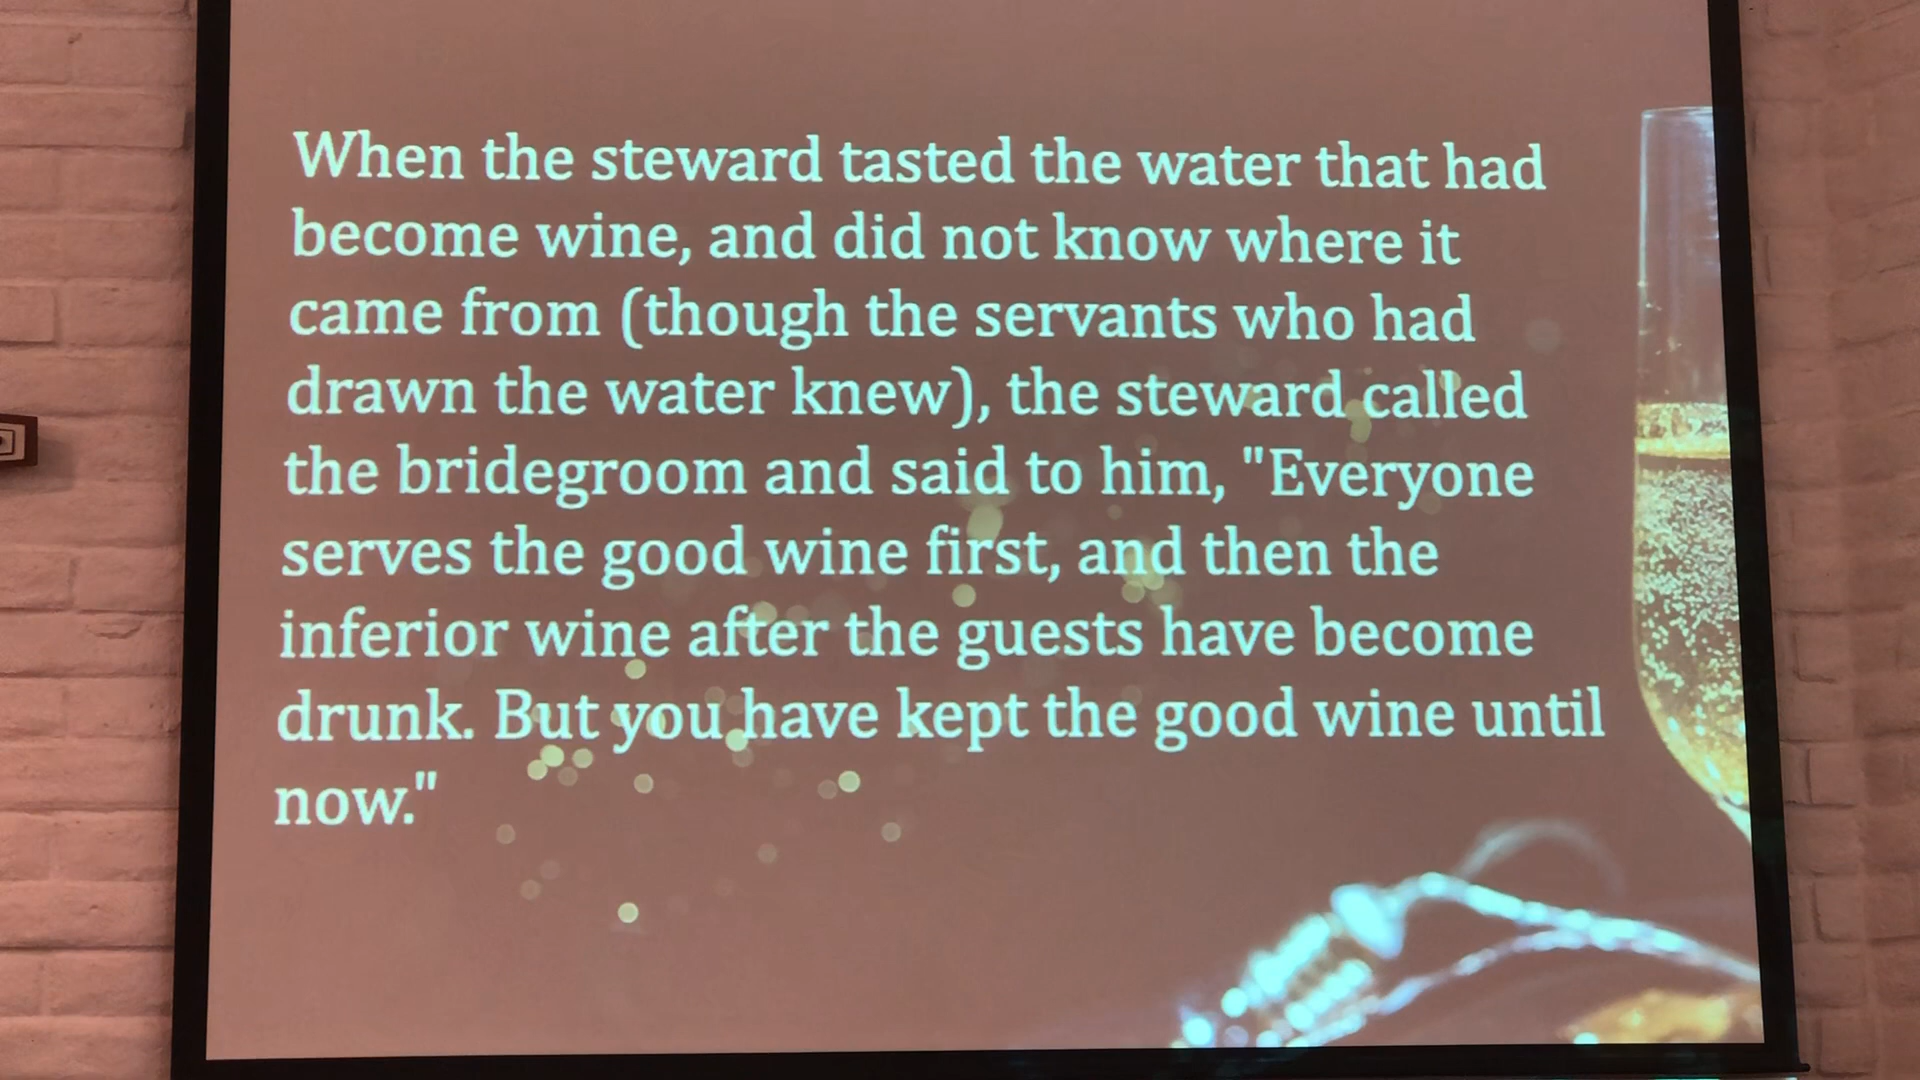 When the steward tasted the water that had
become wine, and did not know where it
came from (though the servants who had
drawn the water knew), the steward called
the bridegroom and said to him, "Everyone
serves the good wine first, and then the
inferior wine after the guests have become
drunk. But you have kept the good wine until
now."